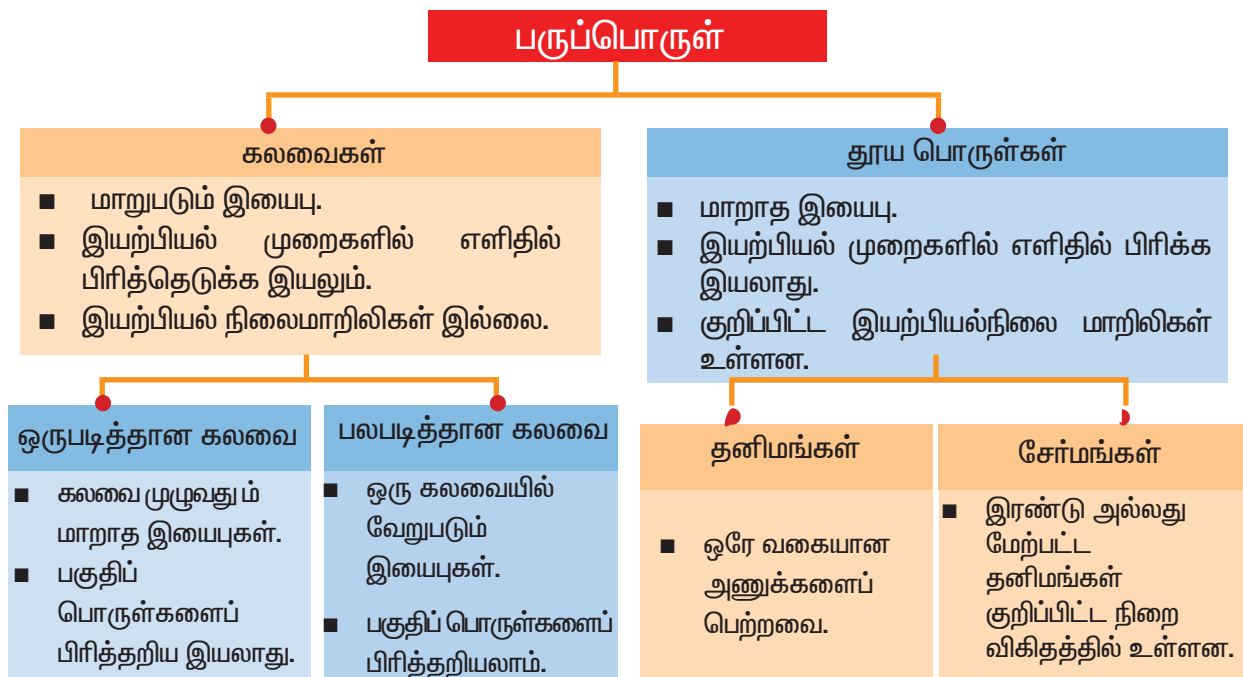 பருப்பொருள்
கலவைகள்
■ மாறுபடும் இயைபு.
■ இயற்பியல் முறைகளில் எளிதில்
பிரித்தெடுக்க இயலும்.
■ இயற்பியல் நிலைமாறிலிகள் இல்லை.
தூய பொருள்கள்
■ மாறாத இயைபு.
■ இயற்பியல் முறைகளில் எளிதில் பிரிக்க
இயலாது.
■ குறிப்பிட்ட இயற்பியல்நிலை மாறிலிகள்
உள்ளன.
ஒருபடித்தான கலவை
■ கலவை முழுவதும்
மாறாத இயைபுகள்.
■ பகுதிப்
பொருள்களைப்
பிரித்தறிய இயலாது.
பலபடித்தான கலவை
■ ஒரு கலவையில்
வேறுபடும்
இயைபுகள்.
■ பகுதிப் பொருள்களைப்
பிரித்தறியலாம்.
தனிமங்கள்
■ ஒரே வகையான
அணுக்களைப்
பெற்றவை.
சேர்மங்கள்
■ இரண்டு அல்லது
மேற்பட்ட
தனிமங்கள்
குறிப்பிட்ட நிறை
விகிதத்தில் உள்ளன.